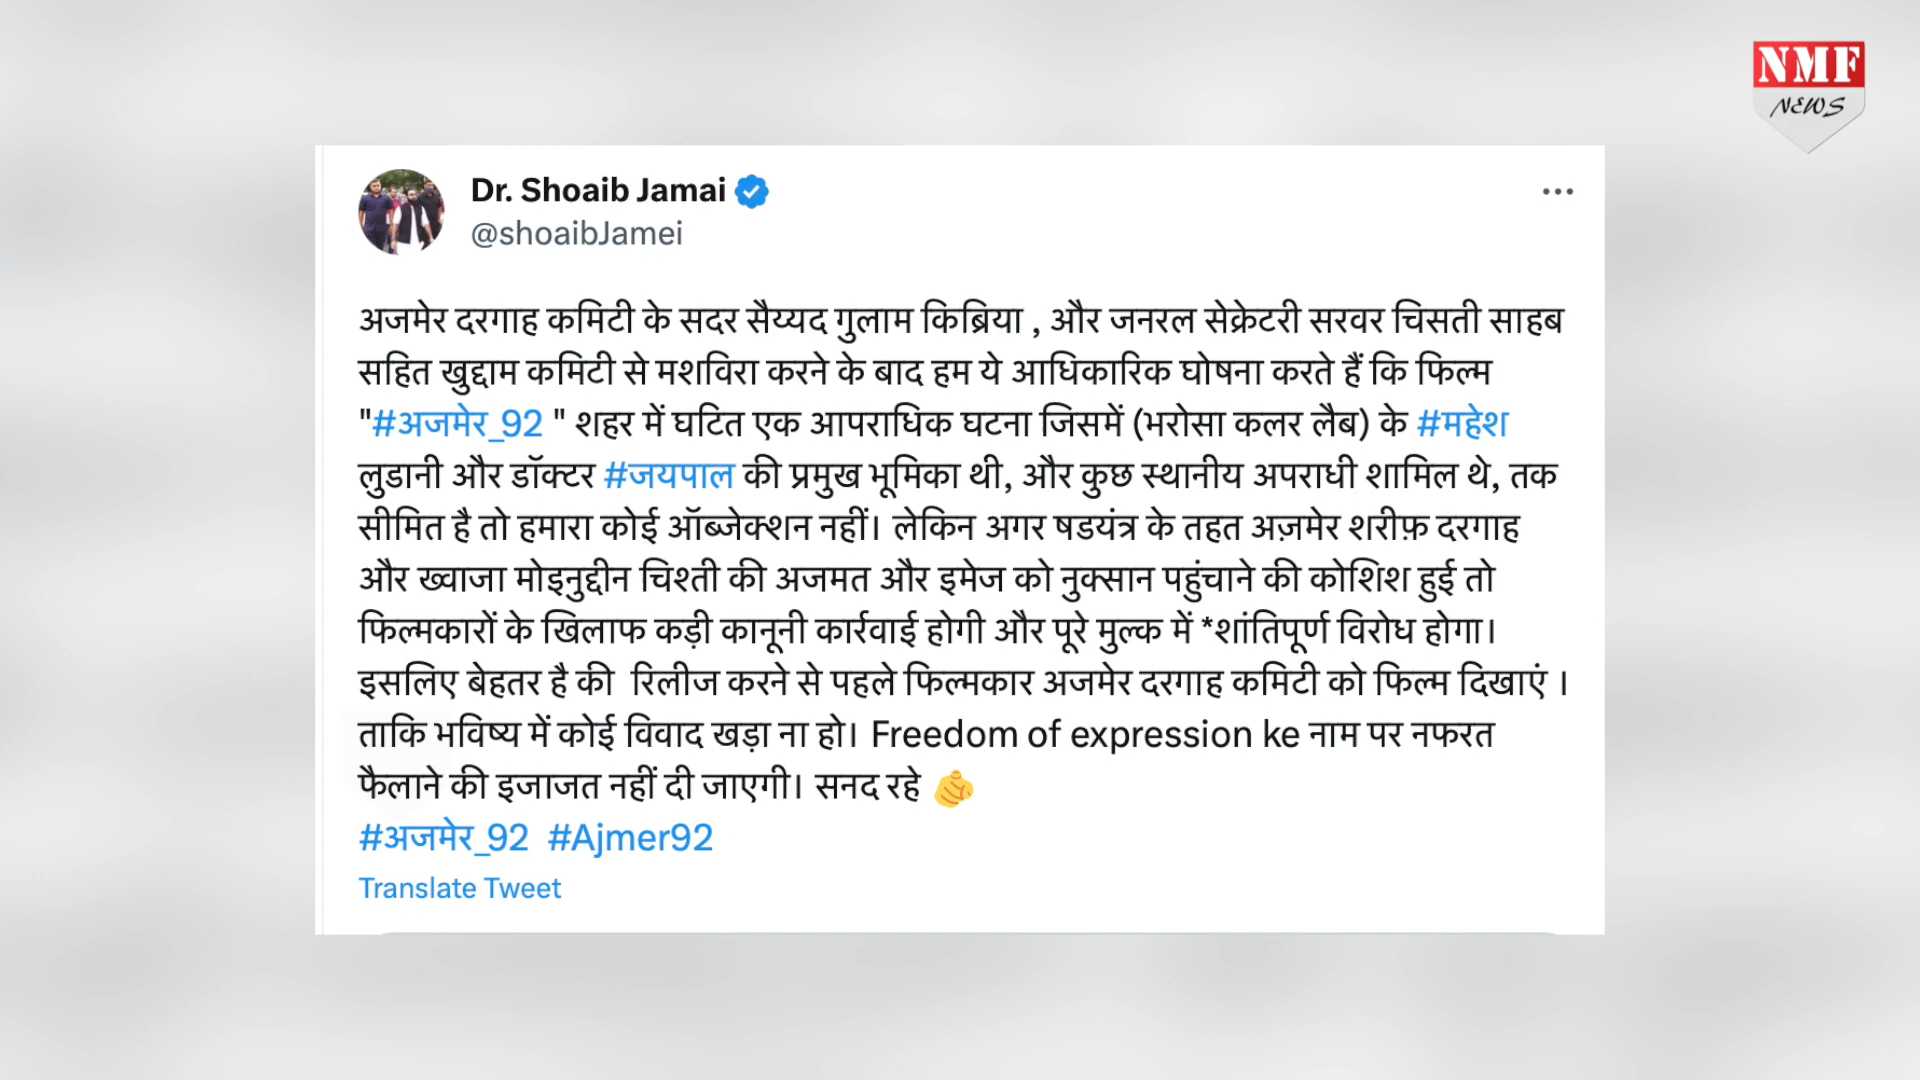 NMF
NEWS
Dr. Shoaib Jamai
@shoaibJamei
अजमेर दरगाह कमिटी के सदर सैय्यद गुलाम किब्रिया , और जनरल सेक्रेटरी सरवर चिसती साहब
सहित खुद्दाम कमिटी से मशविरा करने के बाद हम ये आधिकारिक घोषना करते हैं कि फिल्म
"#अजमेर_92 " शहर में घटित एक आपराधिक घटना जिसमें (भरोसा कलर लैब) के #महेश
लुडानी और डॉक्टर #जयपाल की प्रमुख भूमिका थी, और कुछ स्थानीय अपराधी शामिल थे, तक
सीमित है तो हमारा कोई ऑब्जेक्शन नहीं। लेकिन अगर षडयंत्र के तहत अज़मेर शरीफ़ दरगाह
और ख्वाजा मोइनुद्दीन चिश्ती की अजमत और इमेज को नुक्सान पहुंचाने की कोशिश हुई तो
फिल्मकारों के खिलाफ कड़ी कानूनी कार्रवाई होगी और पूरे मुल्क में *शांतिपूर्ण विरोध होगा।
इसलिए बेहतर है की रिलीज करने से पहले फिल्मकार अजमेर दरगाह कमिटी को फिल्म दिखाएं ।
ताकि भविष्य में कोई विवाद खड़ा ना हो। Freedom of expression ke नाम पर नफरत
फैलाने की इजाजत नहीं दी जाएगी। सनद रहे
#अजमेर_92 #Ajmer92
Translate Tweet